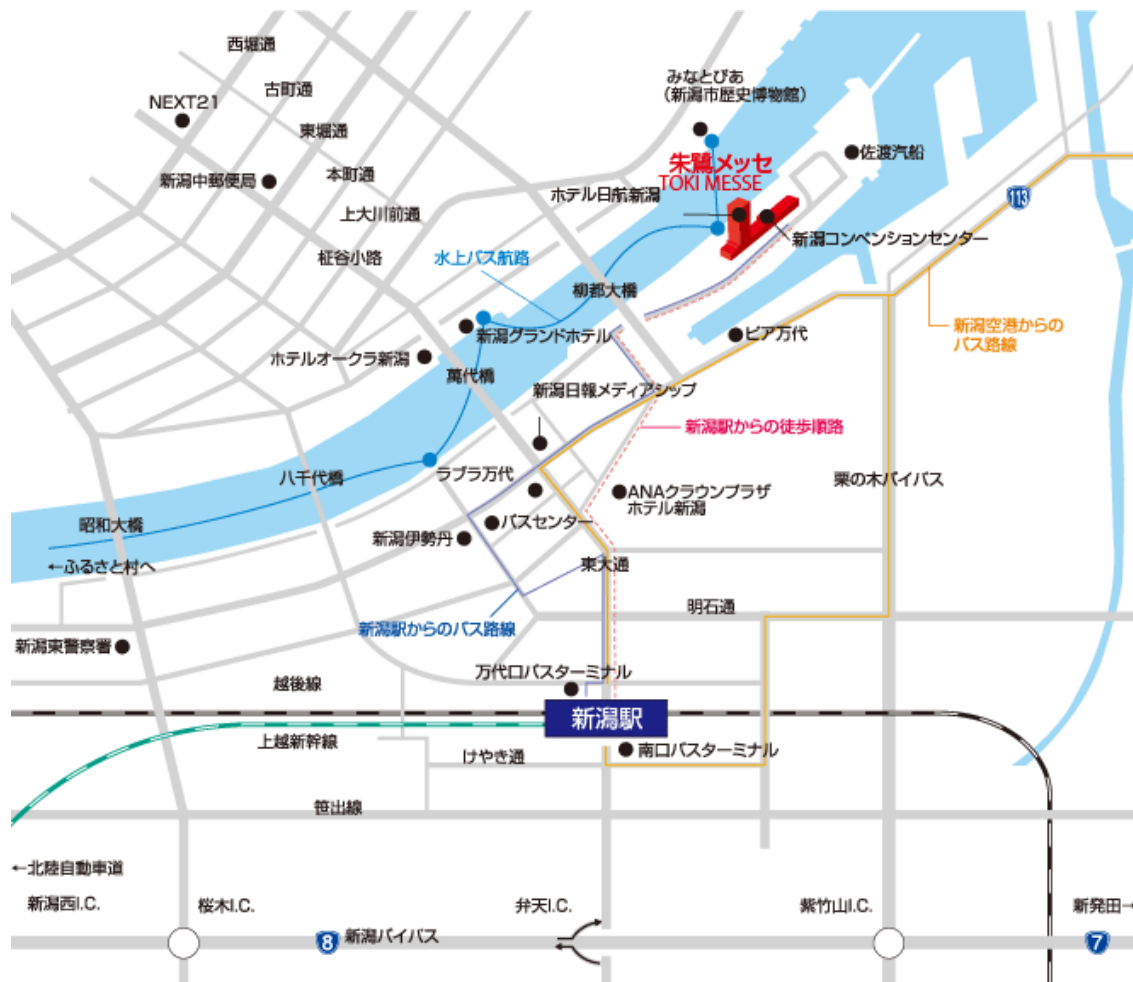 西堀通
みなとぴあ
(新潟市歴史博物館)
古町通
NEXT21
東堀通
佐渡汽船
朱鷺メッセ
TOKI MESSE
本町通
新潟中郵便局
ホテル日航新潟
113
上大川前通
新潟コンベンションセンター
柾谷小路
水上バス航路
柳都大橋
新潟空港からの
バス路線
新潟グランドホテル
ピア万代
ホテルオークラ新潟
萬代橋
新潟日報メディアシップ
新潟駅からの徒歩順路
ラブラ万代
八千代橋
栗の木バイパス
ANAクラウンプラザ
ホテル新潟
昭和大橋
バスセンター
新潟伊勢丹
←ふるさと村へ
東大通
明石通
新潟駅からのバス路線
新潟東警察署
万代口バスターミナル
越後線
新潟駅
上越新幹線
南口バスターミナル
けやき通
笹出線
←北陸自動車道
新潟西I.C.
桜木I.C.
弁天I.C.
紫竹山I.C.
新発田→
8
新潟バイパス
7